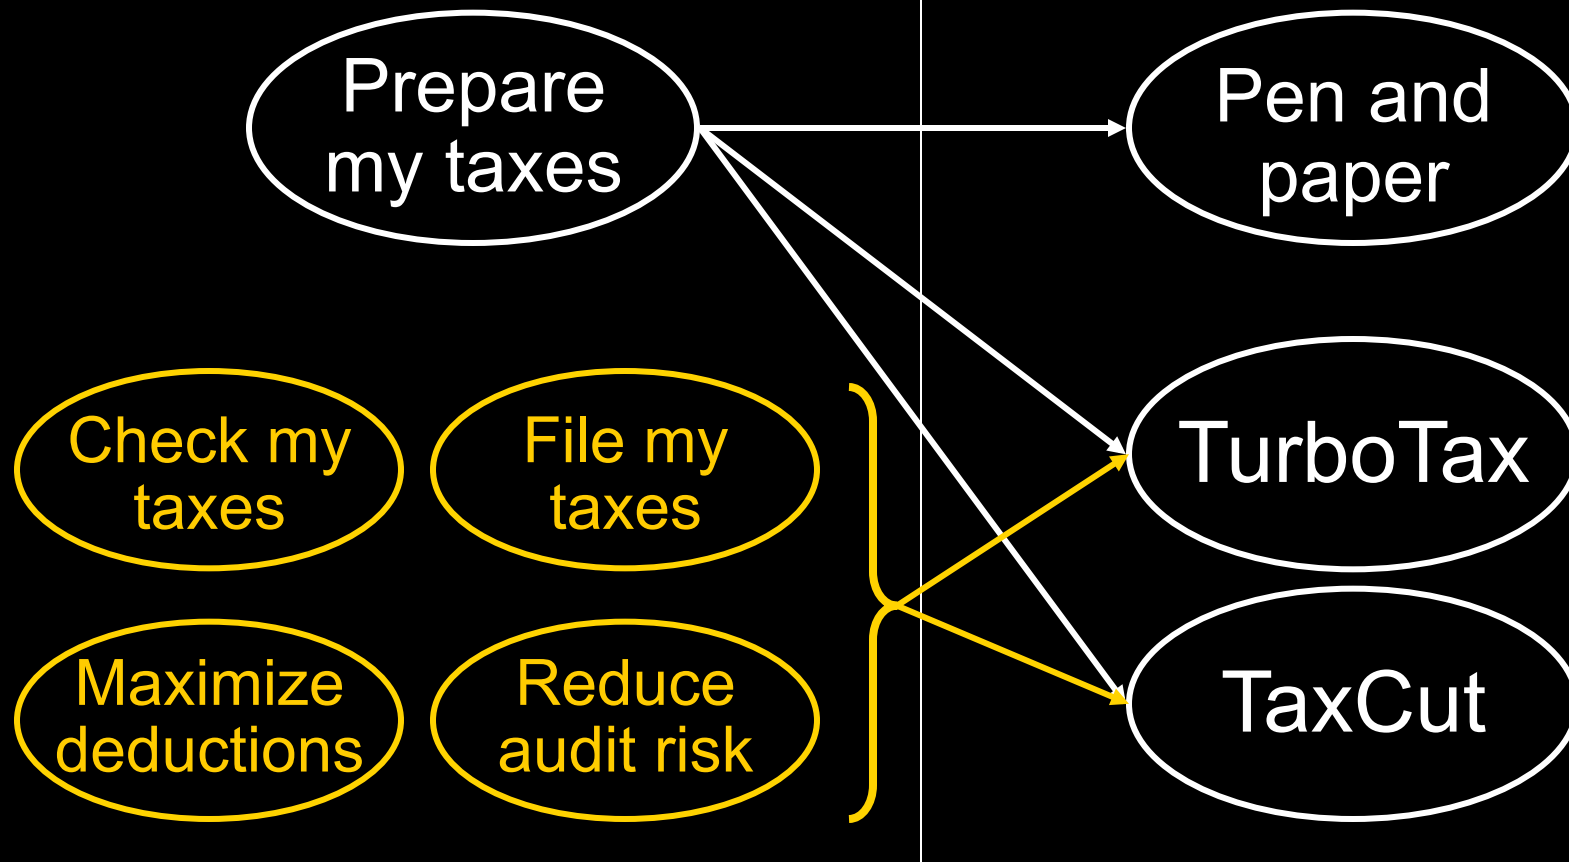 Prepare
my taxes
Pen and
paper
Check my
taxes
File my
taxes
TurboTax
Maximize
deductions
Reduce
audit risk
TaxCut